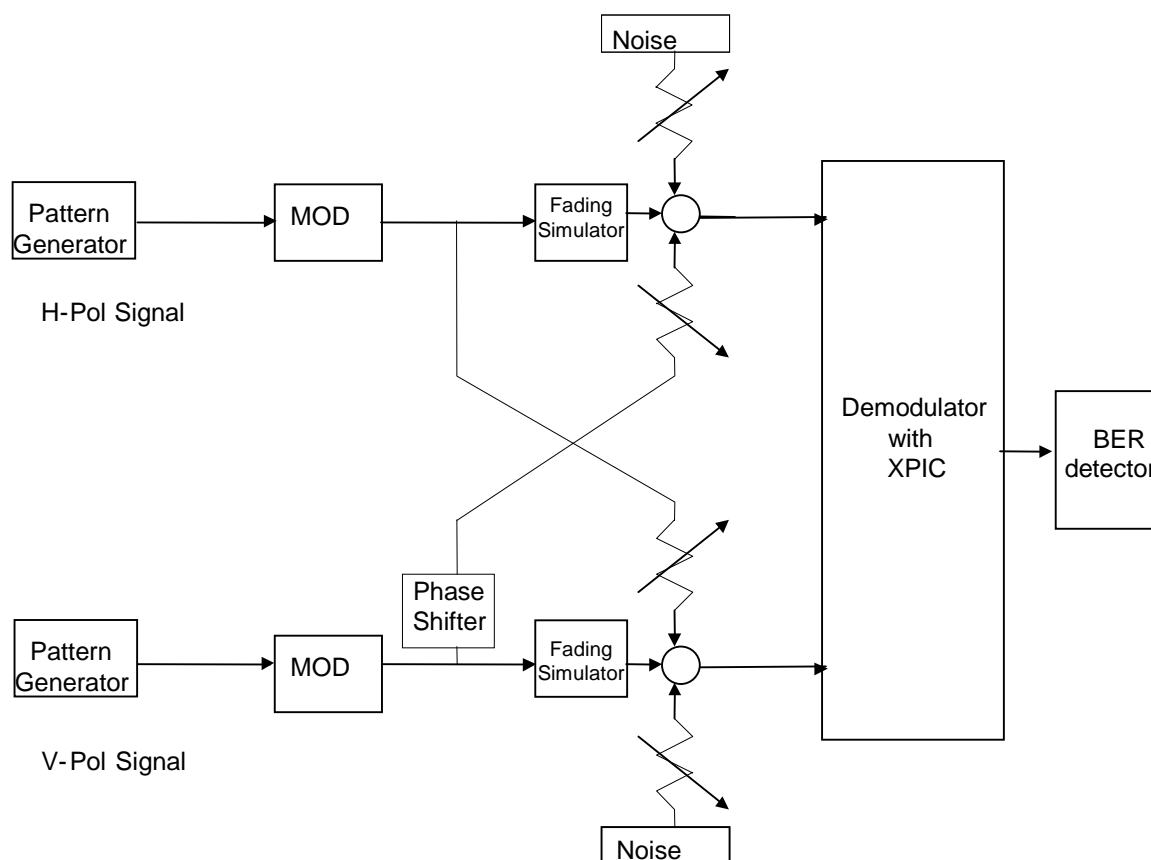 Noise
Pattern
Generator
MOD
Fading
Simulator
H-Pol Signal
Demodulator
with
XPIC
BER
detector
Phase
Shifter
Pattern
Generator
MOD
Fading
Simulator
V-Pol Signal
Noise